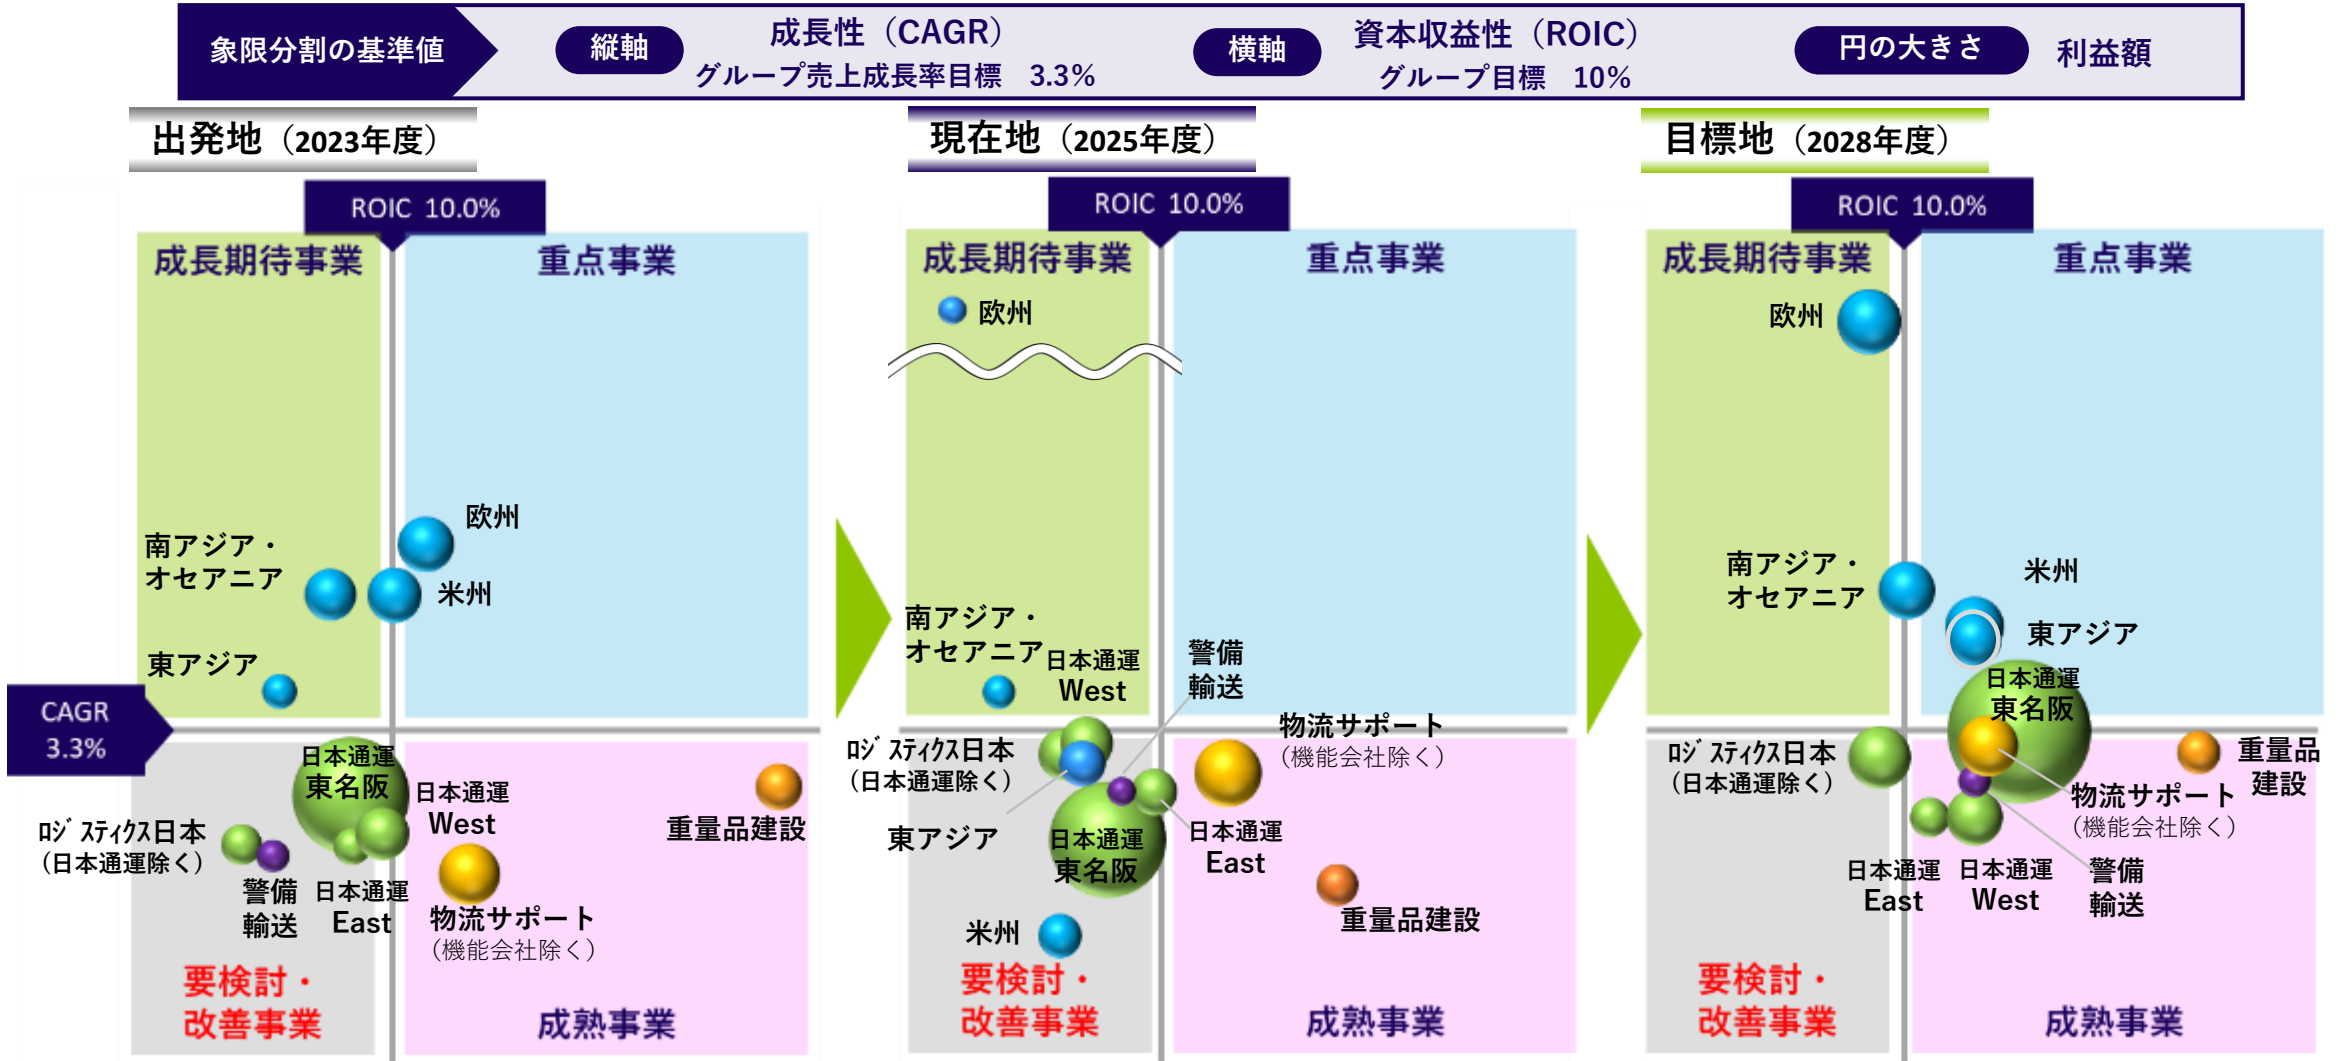 象限分割の基準値
縦軸
成長性（CAGR）
グループ売上成長率目標　3.3%
横軸
資本収益性（ROIC）
グループ目標　10%
円の大きさ
利益額
出発地（2023年度）
ROIC 10.0%
成長期待事業
重点事業
欧州
南アジア・
オセアニア
米州
東アジア
CAGR
3.3%
日本通運
東名阪
日本通運
West
ﾛｼﾞｽﾃｨｸｽ日本
（日本通運除く）
警備
輸送
日本通運
East
物流サポート
（機能会社除く）
重量品建設
要検討・
改善事業
成熟事業
現在地（2025年度）
ROIC 10.0%
成長期待事業
重点事業
欧州
南アジア・
オセアニア
日本通運
West
警備
輸送
物流サポート
（機能会社除く）
ﾛｼﾞｽﾃｨｸｽ日本
（日本通運除く）
東アジア
日本通運
東名阪
日本通運
East
重量品建設
米州
要検討・
改善事業
成熟事業
目標地（2028年度）
ROIC 10.0%
成長期待事業
重点事業
欧州
南アジア・
オセアニア
米州
東アジア
日本通運
東名阪
ﾛｼﾞｽﾃｨｸｽ日本
（日本通運除く）
重量品
建設
物流サポート
（機能会社除く）
日本通運
East
日本通運
West
警備
輸送
要検討・
改善事業
成熟事業